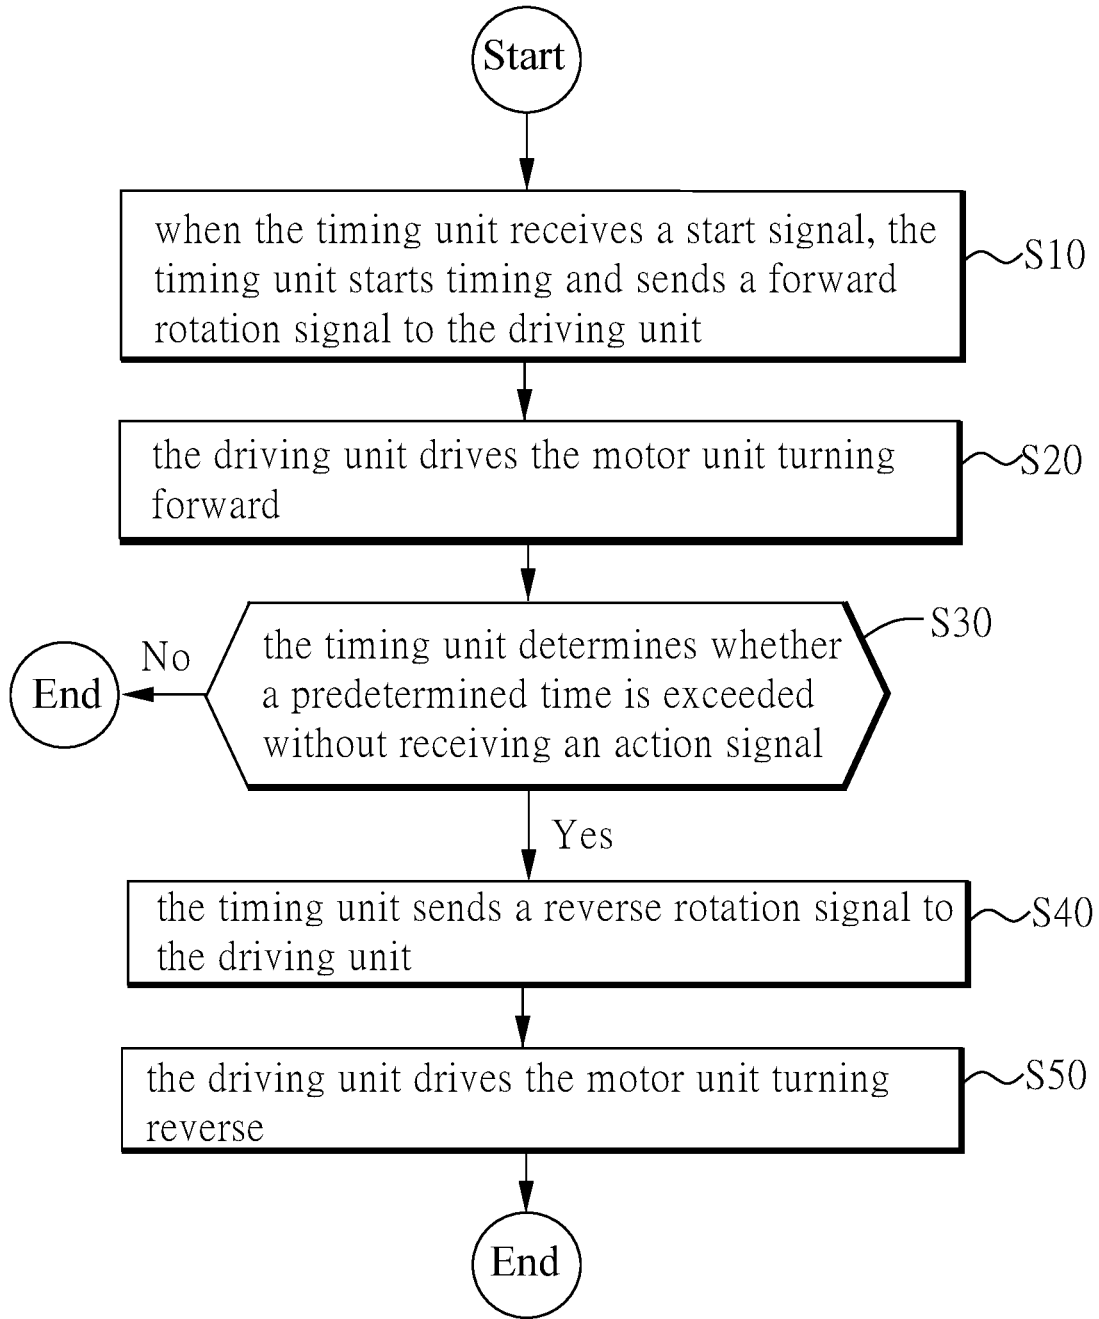 Start
when the timing unit receives a start signal, the
timing unit starts timing and sends a forward
rotation signal to the driving unit
S10
the driving unit drives the motor unit turning
forward
S20
the timing unit determines whether
a predetermined time is exceeded
without receiving an action signal
S30
No
End
Yes
the timing unit sends a reverse rotation signal to
the driving unit
S40
the driving unit drives the motor unit turning
reverse
S50
End